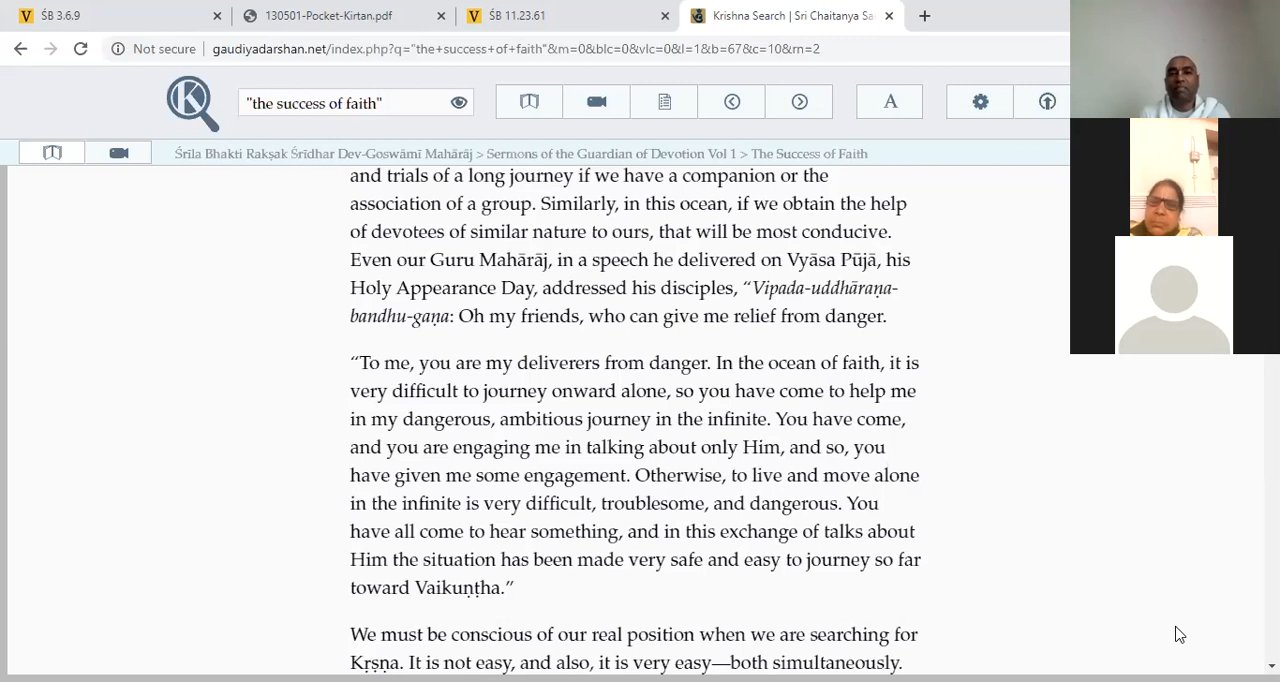 ŚB 3.6.9
130501-Pocket-Kirtan.pdf
ŚB 11.23.61
Krishna Search | Sri Chaitanya Sa
Not secure | gaudiyadarshan.net/index.php?q="the+success+of+faith"&m=0&blc=0&vlc=0&l=1&b=67&c=10&rn=2
K
"the success of faith"
A
Śrīla Bhakti Rakṣak Śrīdhar Dev-Goswāmī Mahārāj > Sermons of the Guardian of Devotion Vol 1 > The Success of Faith
and trials of a long journey if we have a companion or the
association of a group. Similarly, in this ocean, if we obtain the help
of devotees of similar nature to ours, that will be most conducive.
Even our Guru Mahārāj, in a speech he delivered on Vyāsa Pūjā, his
Holy Appearance Day, addressed his disciples, “Vipada-uddhāraṇa-
bandhu-gaṇa: Oh my friends, who can give me relief from danger.
“To me, you are my deliverers from danger. In the ocean of faith, it is
very difficult to journey onward alone, so you have come to help me
in my dangerous, ambitious journey in the infinite. You have come,
and you are engaging me in talking about only Him, and so, you
have given me some engagement. Otherwise, to live and move alone
in the infinite is very difficult, troublesome, and dangerous. You
have all come to hear something, and in this exchange of talks about
Him the situation has been made very safe and easy to journey so far
toward Vaikuṇṭha.”
We must be conscious of our real position when we are searching for
Kṛṣṇa. It is not easy, and also, it is very easy—both simultaneously.